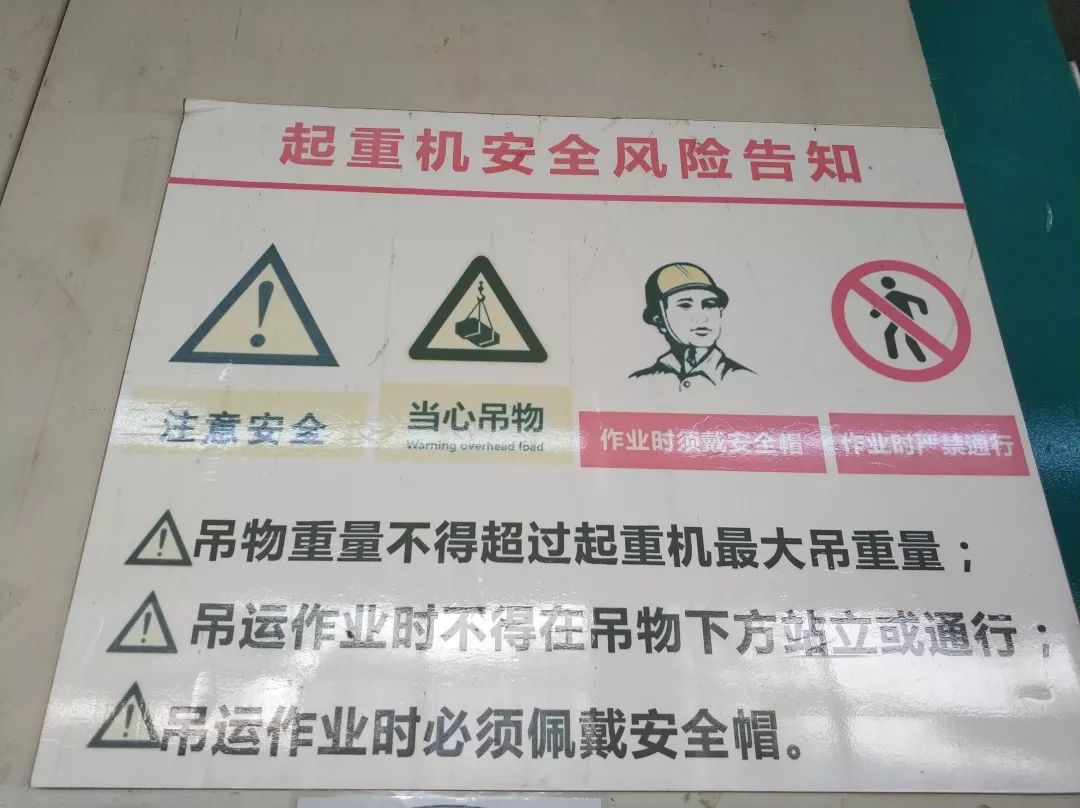 起重机安全风险告知
注意安全
当心吊物
Warning overhead load
作业时须戴安全帽
作业时严禁通行
吊物重量不得超过起重机最大吊重量；
吊运作业时不得在吊物下方站立或通行；
吊运作业时必须佩戴安全帽。